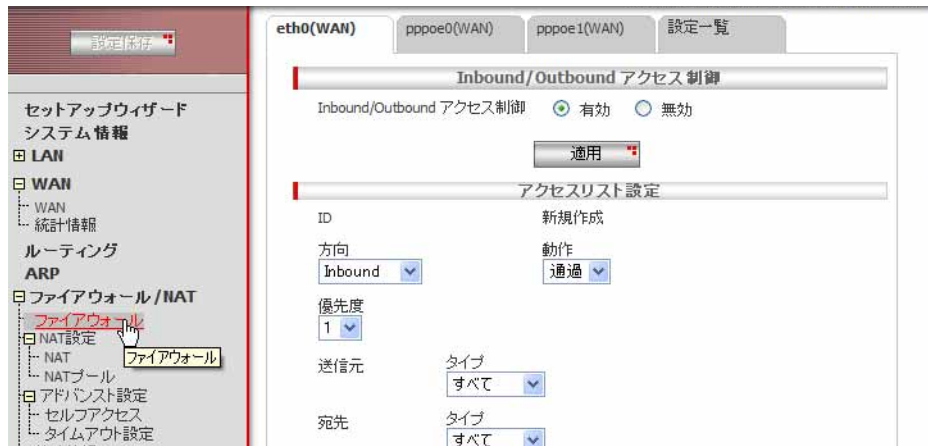 設定保存
セットアップウィザード
システム情報
LAN
WAN
WAN
統計情報
ルーティング
ARP
ファイアウォール/NAT
ファイアウォール
NAT設定
NAT
ファイアウォール
NATプール
アドバンスト設定
セルフアクセス
タイムアウト設定
eth0(WAN) pppoe0(WAN) pppoe1(WAN) 設定一覧
Inbound/Outbound アクセス制御
Inbound/Outbound アクセス制御 有効 無効
適用
アクセスリスト設定
ID 新規作成
方向 動作
Inbound 通過
優先度
1
送信元 タイプ
すべて
宛先 タイプ
すべて